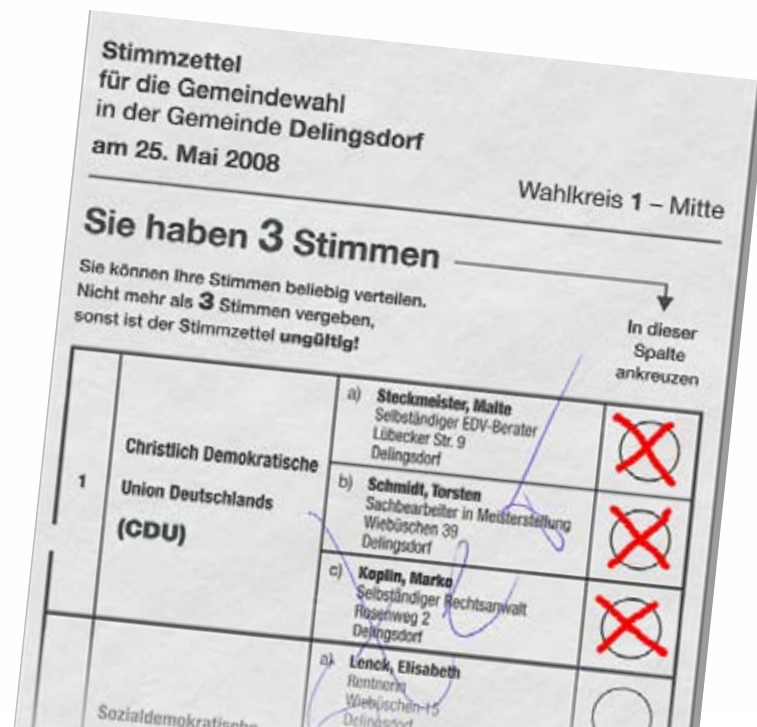 Stimmzettel
für die Gemeindewahl
in der Gemeinde Delingsdorf
am 25. Mai 2008
Wahlkreis 1 – Mitte
Sie haben 3 Stimmen
Sie können Ihre Stimmen beliebig verteilen.
Nicht mehr als 3 Stimmen vergeben,
sonst ist der Stimmzettel ungültig!
In dieser
Spalte
ankreuzen
1
Christlich Demokratische
Union Deutschlands
(CDU)
a) Steckmeister, Malte
Selbständiger EDV-Berater
Lübecker Str. 9
Delingsdorf
b) Schmidt, Torsten
Sachbearbeiter in Meisterstellung
Wiebüschen 39
Delingsdorf
c) Koplin, Marko
Selbständiger Rechtsanwalt
Rosenweg 2
Delingsdorf
Sozialdemokratische
a) Lenck, Elisabeth
Rentnerin
Wiebüschen 15
Delingsdorf